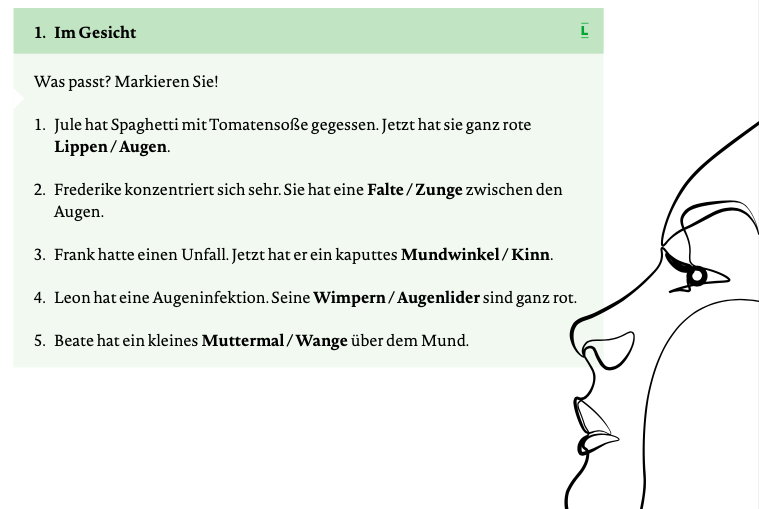 1. Im Gesicht
L
Was passt? Markieren Sie!
1. Jule hat Spaghetti mit Tomatensoße gegessen. Jetzt hat sie ganz rote
Lippen / Augen.
2. Frederike konzentriert sich sehr. Sie hat eine Falte / Zunge zwischen den
Augen.
3. Frank hatte einen Unfall. Jetzt hat er ein kaputtes Mundwinkel / Kinn.
4. Leon hat eine Augeninfektion. Seine Wimpern / Augenlider sind ganz rot.
5. Beate hat ein kleines Muttermal / Wange über dem Mund.